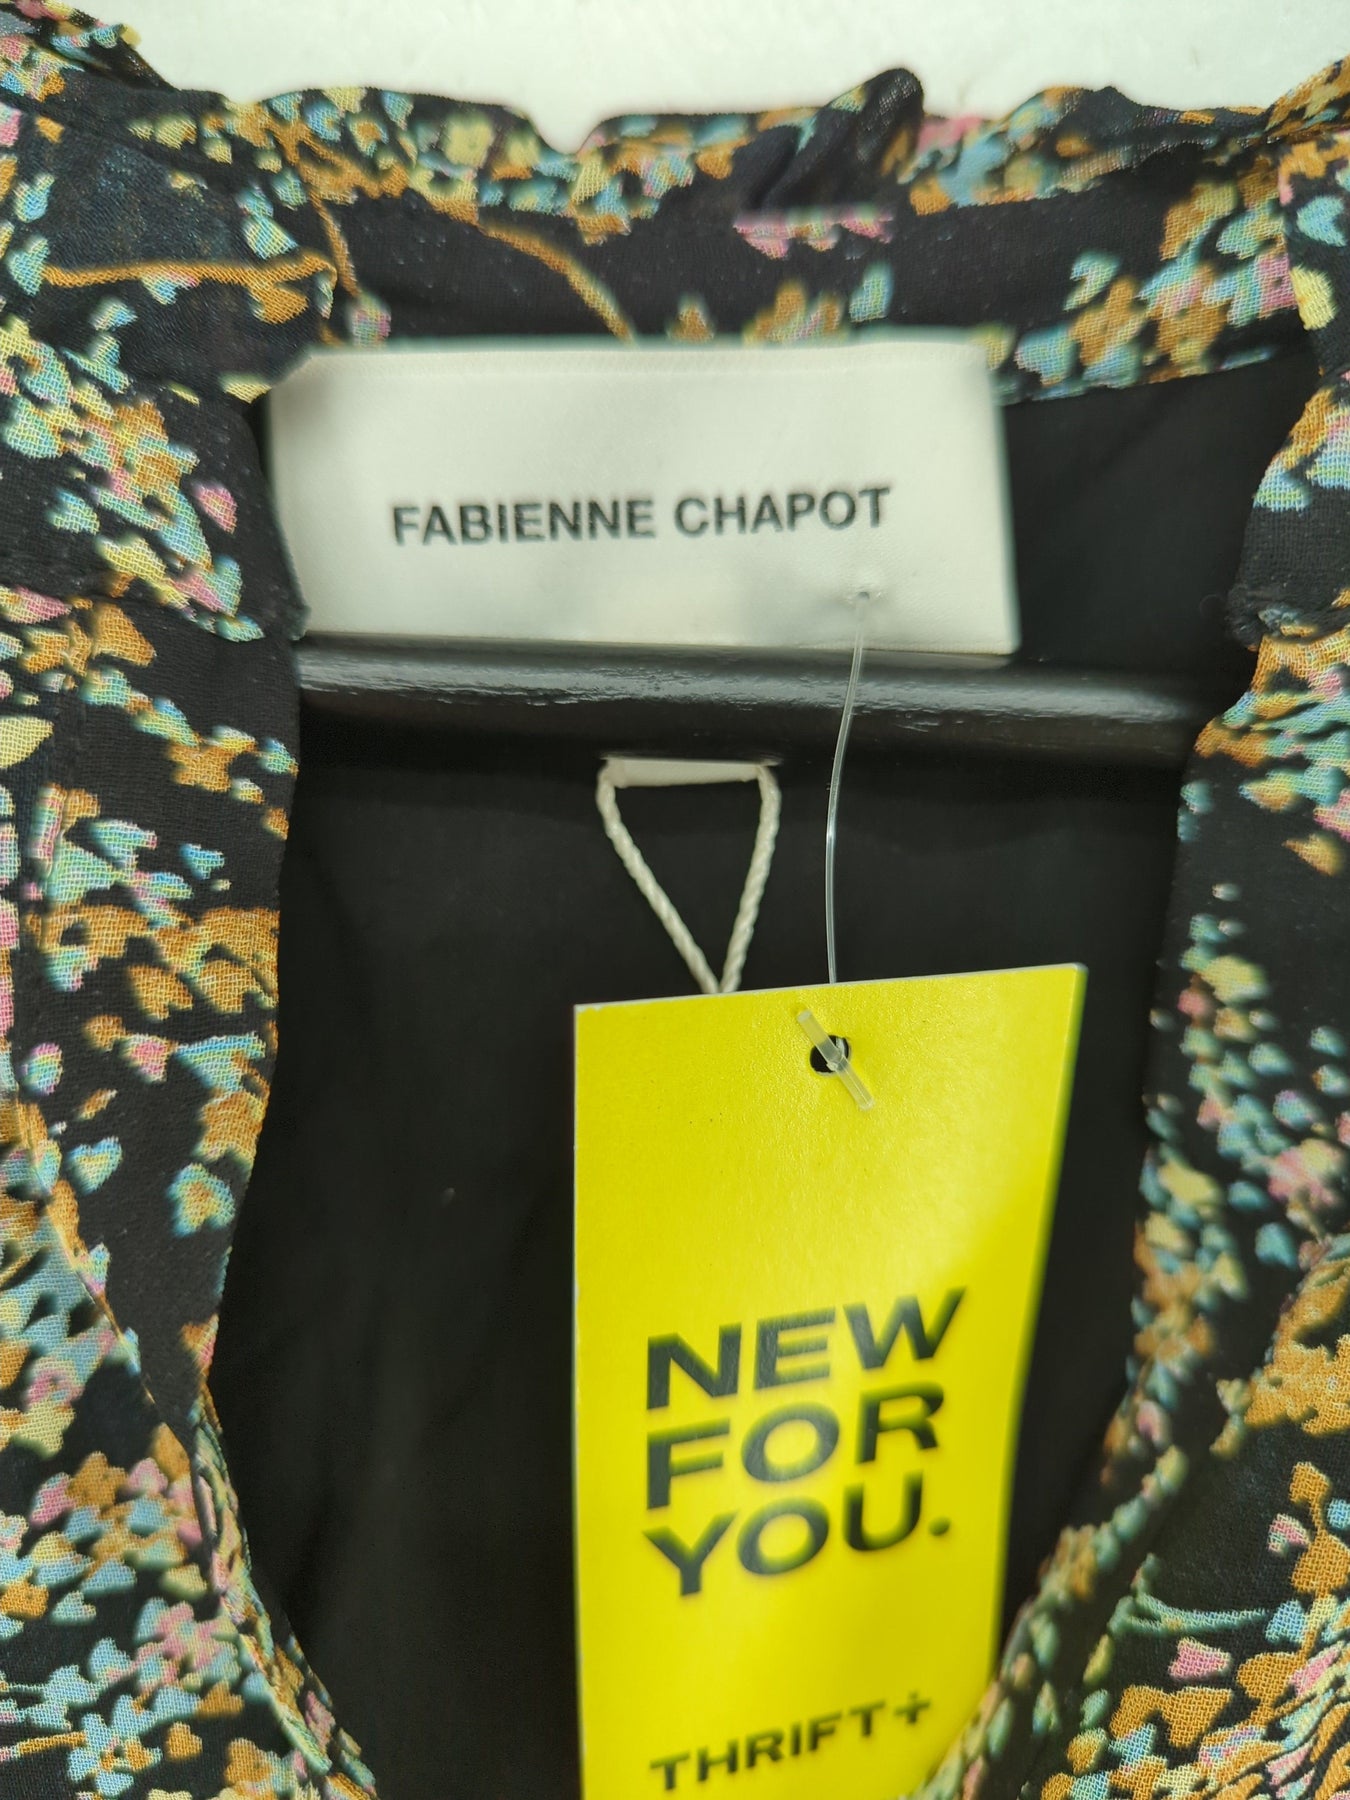 FABIENNE CHAPOT
NEW
FOR
YOU.
THRIFT+